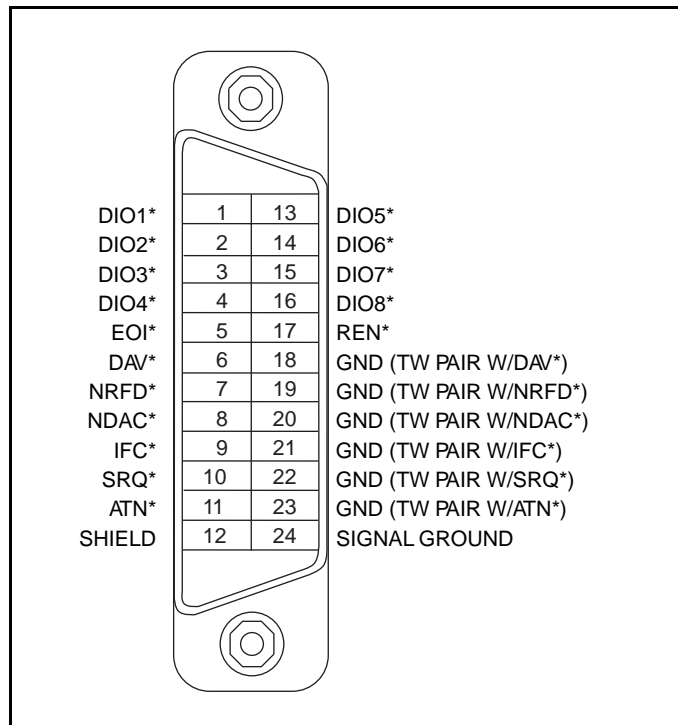 DIO1* 1 13 DIO5*
DIO2* 2 14 DIO6*
DIO3* 3 15 DIO7*
DIO4* 4 16 DIO8*
EOI* 5 17 REN*
DAV* 6 18 GND (TW PAIR W/DAV*)
NRFD* 7 19 GND (TW PAIR W/NRFD*)
NDAC* 8 20 GND (TW PAIR W/NDAC*)
IFC* 9 21 GND (TW PAIR W/IFC*)
SRQ* 10 22 GND (TW PAIR W/SRQ*)
ATN* 11 23 GND (TW PAIR W/ATN*)
SHIELD 12 24 SIGNAL GROUND